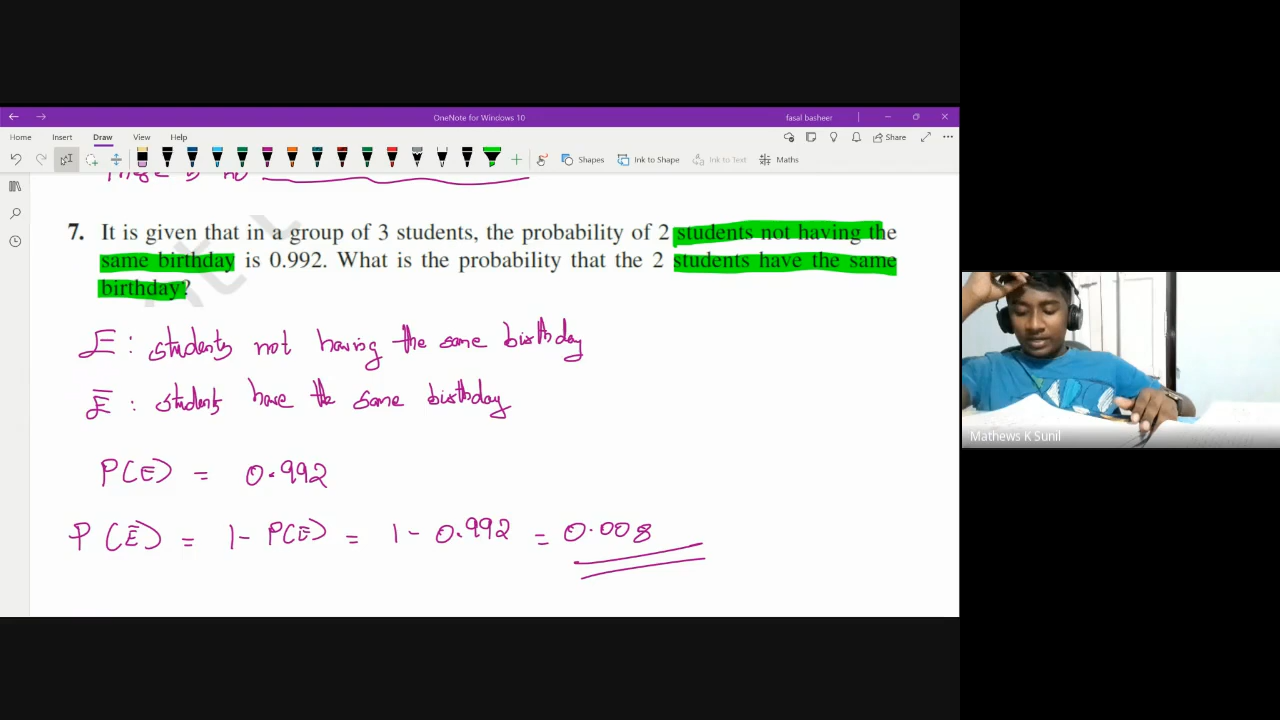 OneNote for Windows 10
fasal basheer
Home Insert Draw View Help
Share
Shapes Ink to Shape Ink to Text Maths
7. It is given that in a group of 3 students, the probability of 2 students not having the
same birthday is 0.992. What is the probability that the 2 students have the same
birthday?
E : students not having the same birthday
E̅ : students have the same birthday
P(E) = 0.992
P(E̅) = 1- P(E) = 1- 0.992 = 0.008
Mathews K Sunil